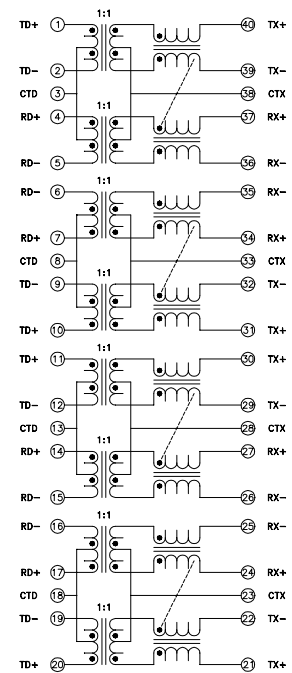 1:1
TD+ 1 40 TX+
TD- 2 39 TX-
CTD 3 38 CTX
1:1
RD+ 4 37 RX+
RD- 5 36 RX-
RD- 6 35 RX-
1:1
RD+ 7 34 RX+
CTD 8 33 CTX
TD- 9 32 TX-
1:1
TD+ 10 31 TX+
TD+ 11 30 TX+
1:1
TD- 12 29 TX-
CTD 13 28 CTX
1:1
RD+ 14 27 RX+
RD- 15 26 RX-
RD- 16 25 RX-
1:1
RD+ 17 24 RX+
CTD 18 23 CTX
1:1
TD- 19 22 TX-
TD+ 20 21 TX+